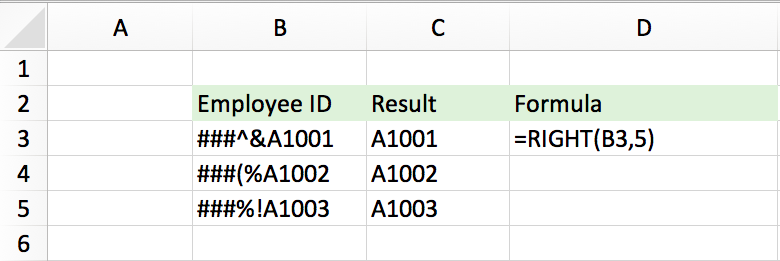 A B C D
1
2 Employee ID Result Formula
3 ###^&A1001 A1001 =RIGHT(B3,5)
4 ###(%A1002 A1002
5 ###%!A1003 A1003
6